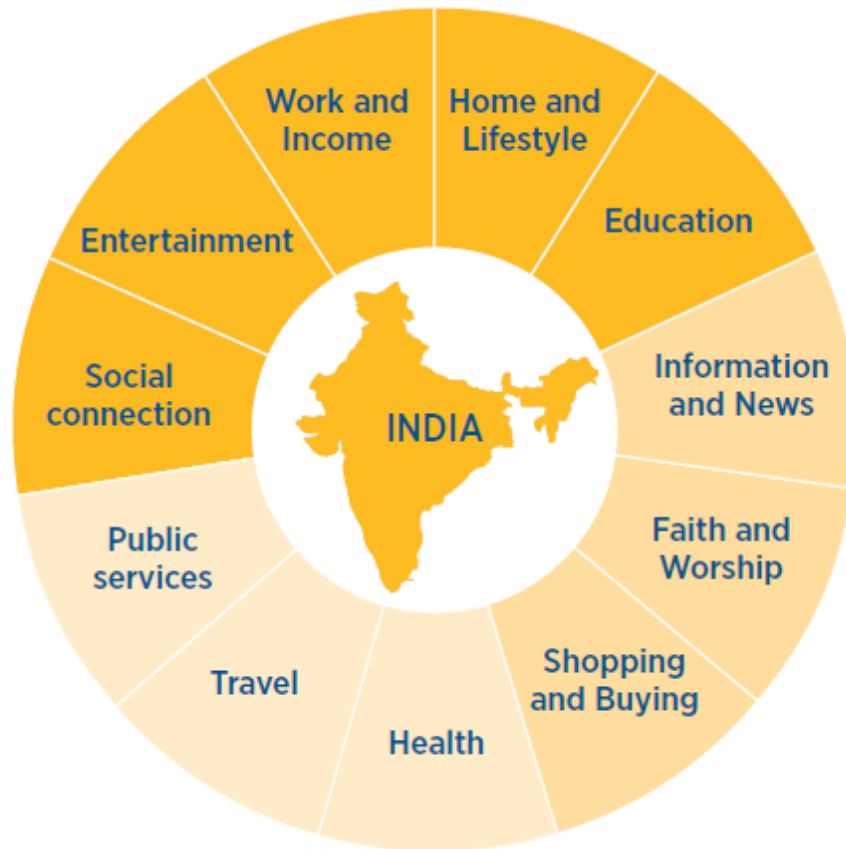 Work and
Income
Home and
Lifestyle
Education
Information
and News
Faith and
Worship
Shopping
and Buying
Health
Travel
Public
services
Social
connection
Entertainment
INDIA